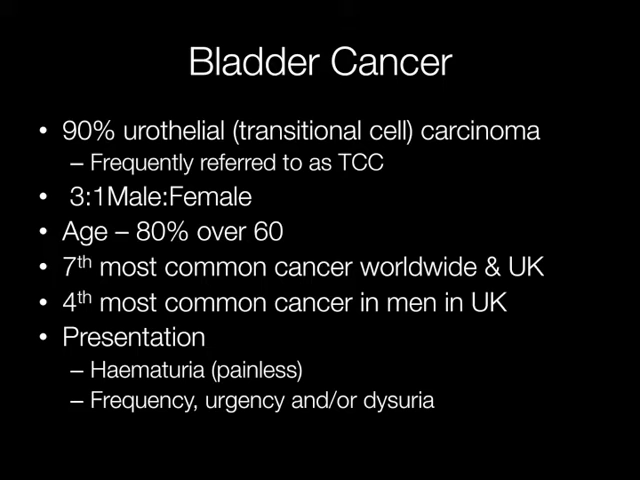 Bladder Cancer
• 90% urothelial (transitional cell) carcinoma
– Frequently referred to as TCC
• 3:1Male:Female
• Age – 80% over 60
• 7th most common cancer worldwide & UK
• 4th most common cancer in men in UK
• Presentation
– Haematuria (painless)
– Frequency, urgency and/or dysuria